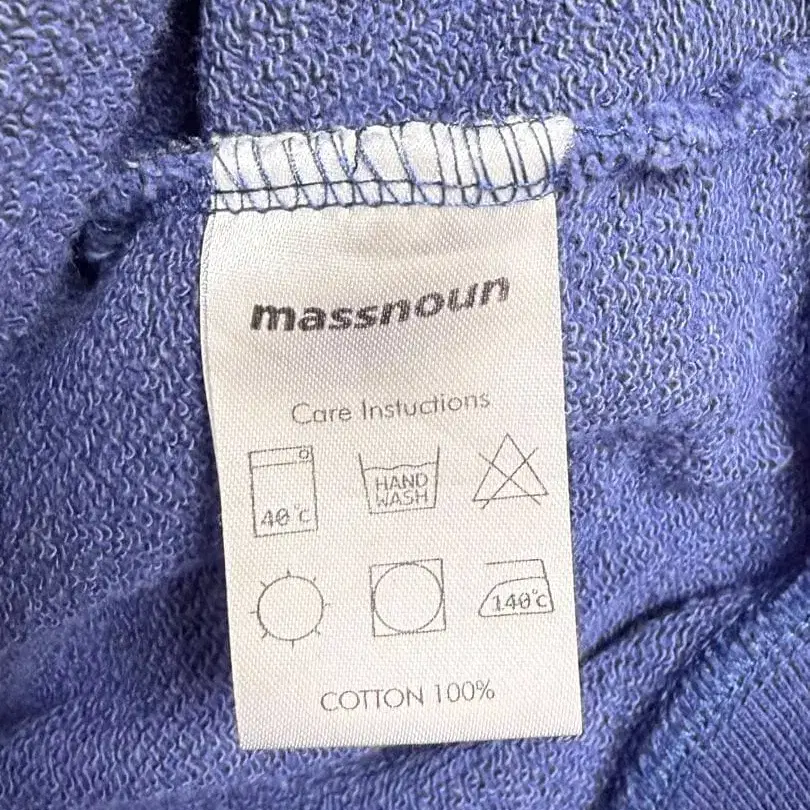 massnoun
Care Instuctions
40°C
HAND
WASH
140°C
COTTON 100%